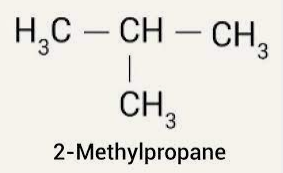 H₃C — CH — CH₃
|
CH₃
2-Methylpropane